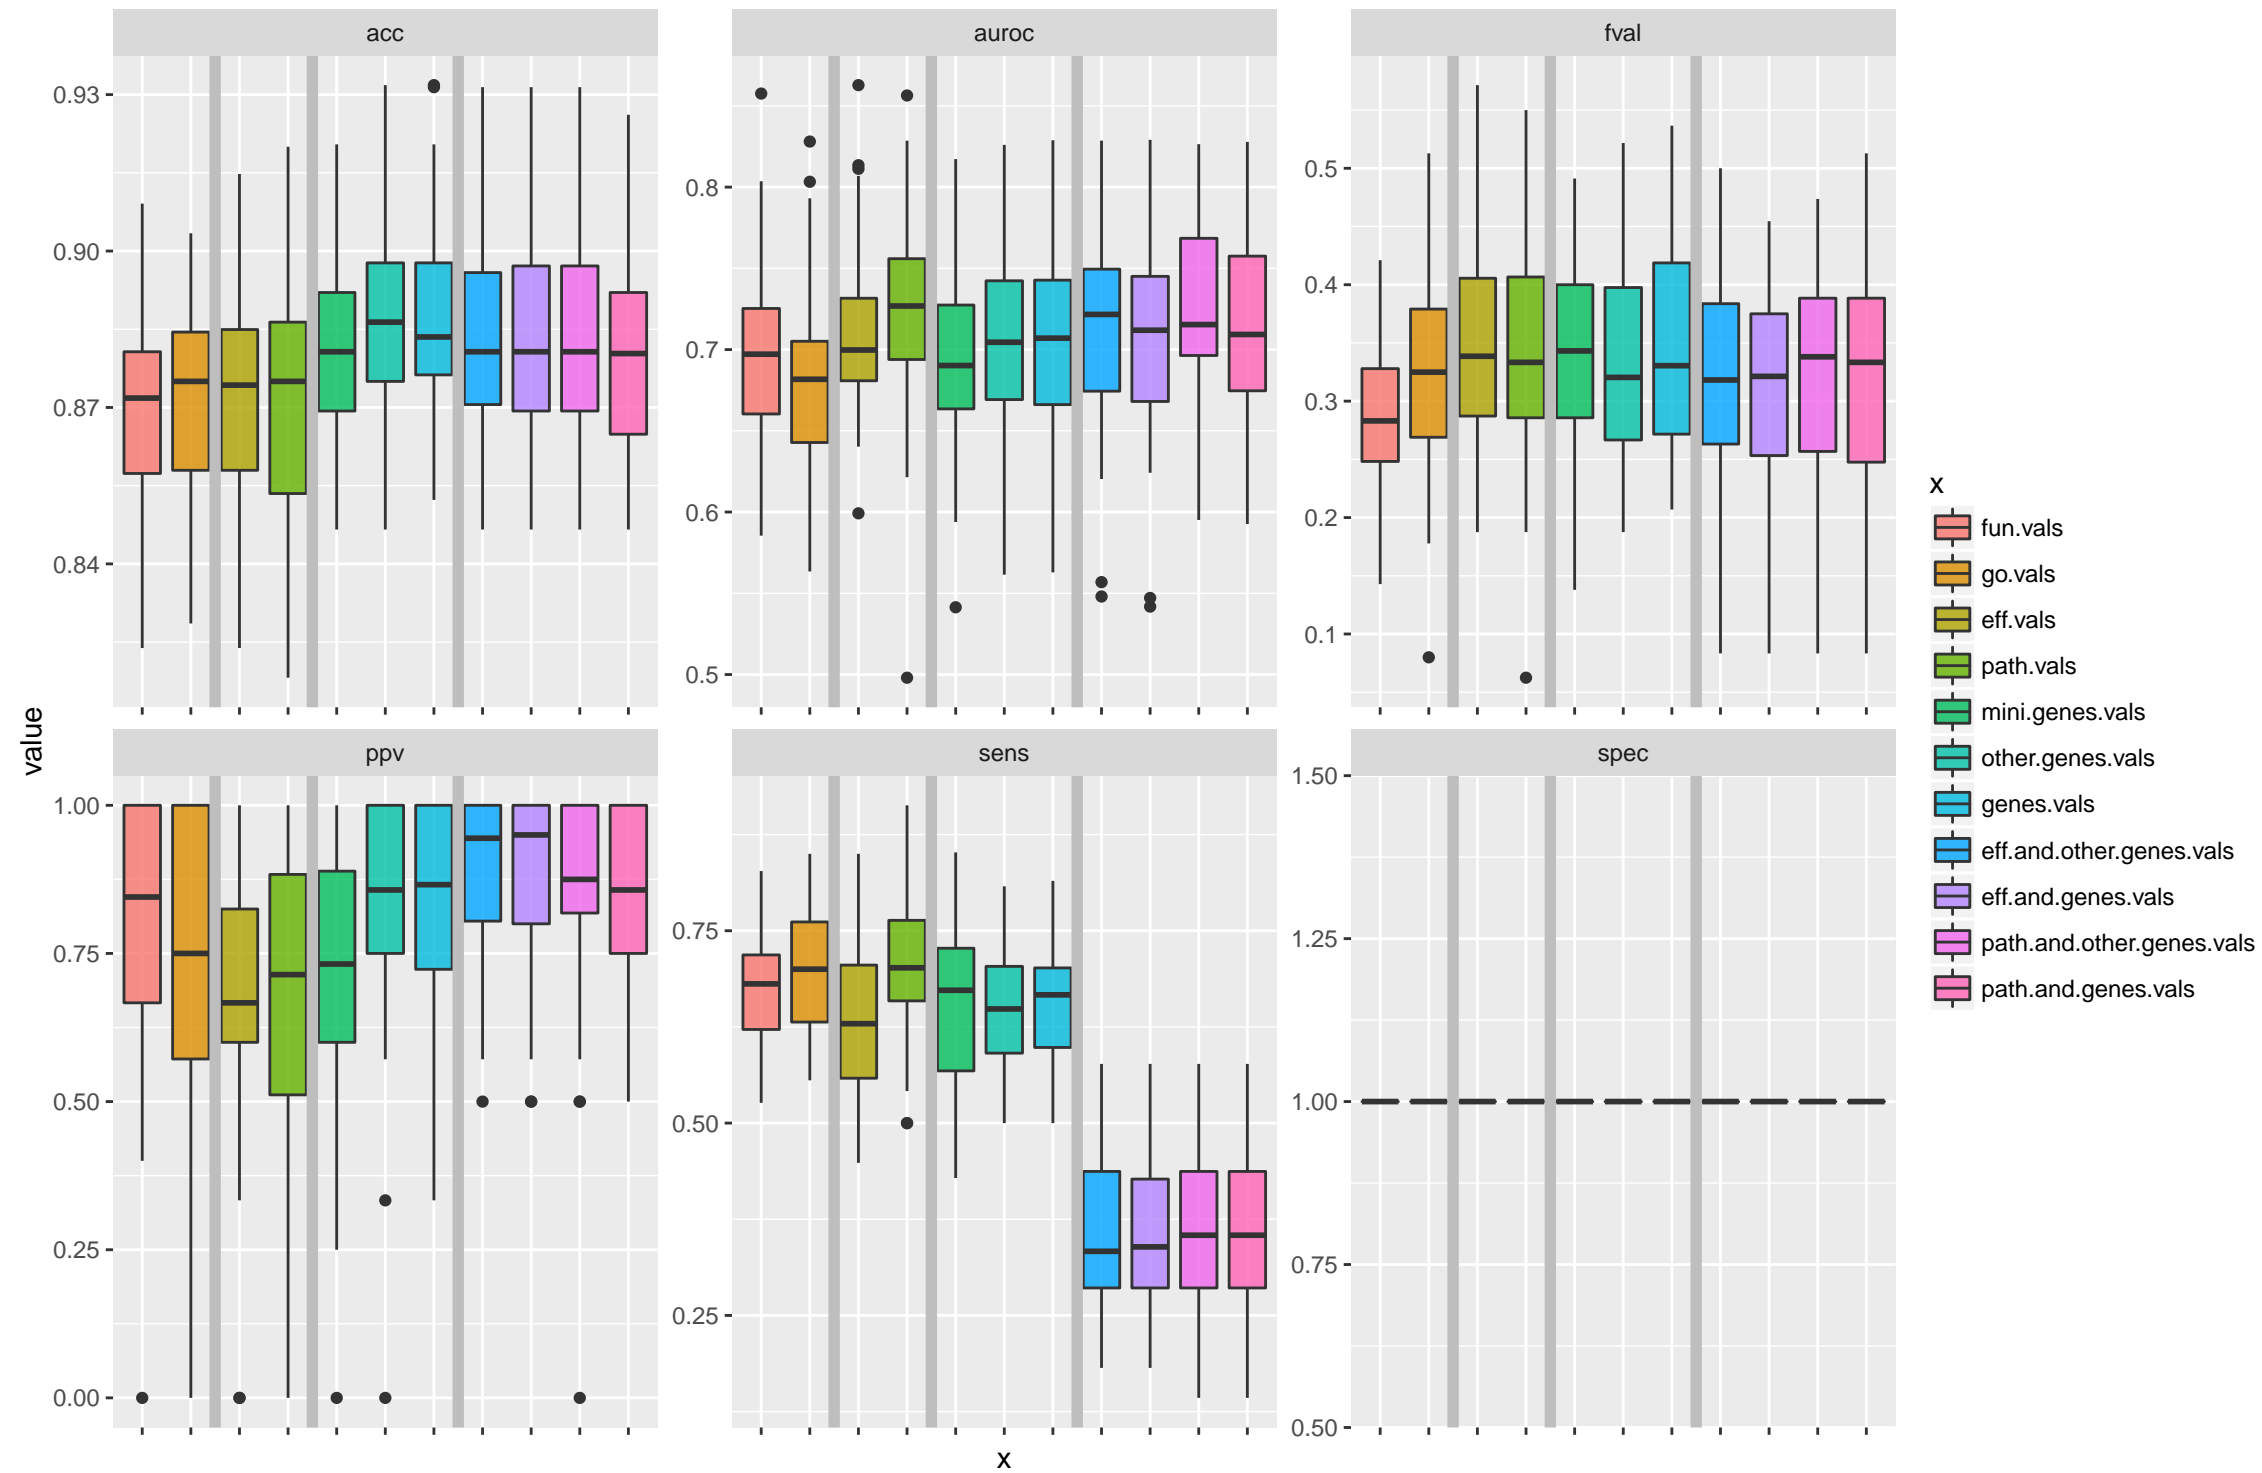 acc
auroc
fval
0.93
0.90
0.87
0.84
0.8
0.7
0.6
0.5
0.5
0.4
0.3
0.2
0.1
value
ppv
sens
spec
1.00
0.75
0.50
0.25
0.00
0.75
0.50
0.25
1.50
1.25
1.00
0.75
0.50
x
x
fun.vals
go.vals
eff.vals
path.vals
mini.genes.vals
other.genes.vals
genes.vals
eff.and.other.genes.vals
eff.and.genes.vals
path.and.other.genes.vals
path.and.genes.vals